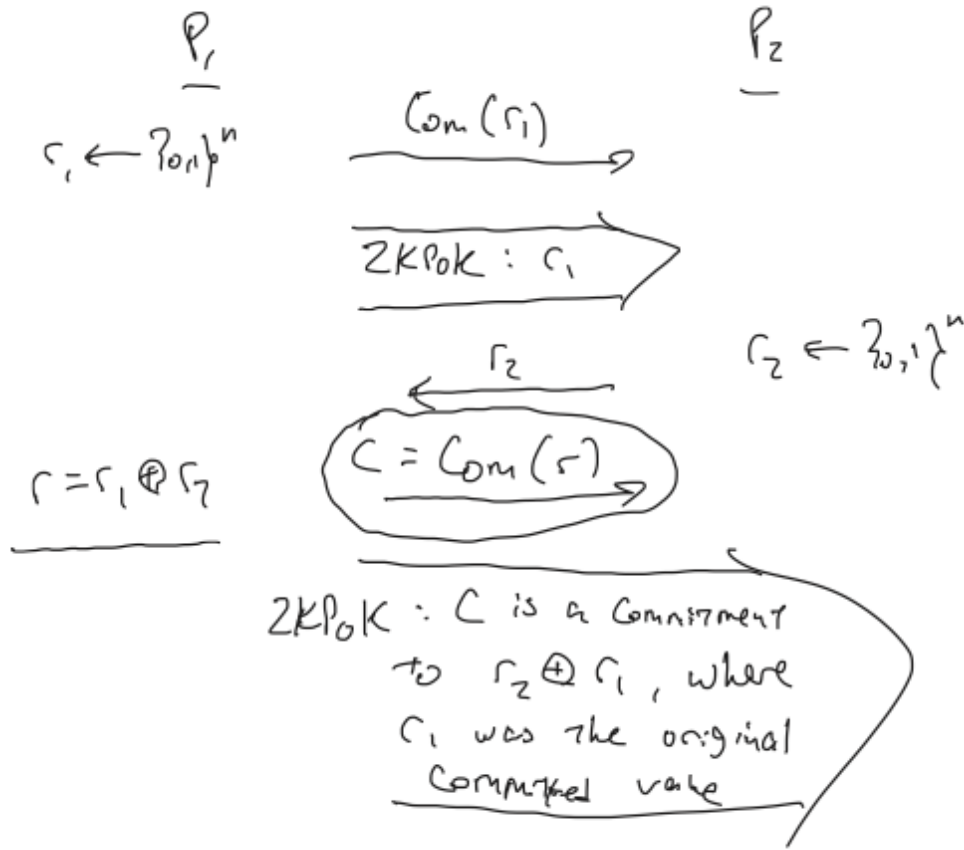 P₁ P₂
r₁ ← {0,1}ⁿ Com(r₁)
ZKPoK : r₁
r₂ ← {0,1}ⁿ
r₂
r = r₁ ⊕ r₂ C = Com(r)
ZKPoK : C is a commitment
to r₂ ⊕ r₁, where
r₁ was the original
committed value